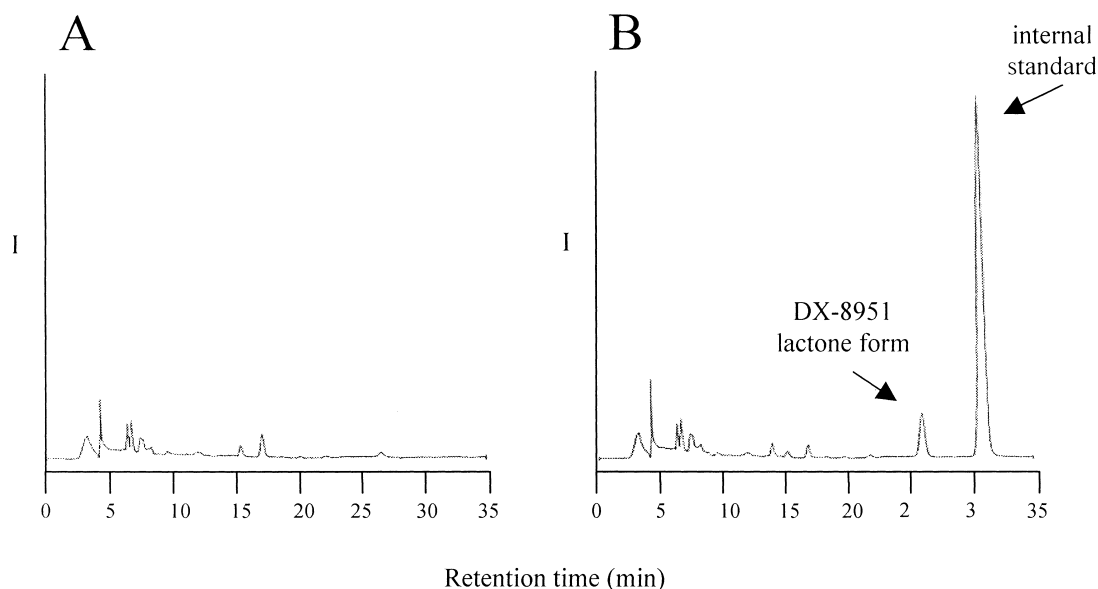 A
I
0 5 10 15 20 25 30 35
B
internal
standard
DX-8951
lactone form
I
0 5 10 15 20 2 3 35
Retention time (min)